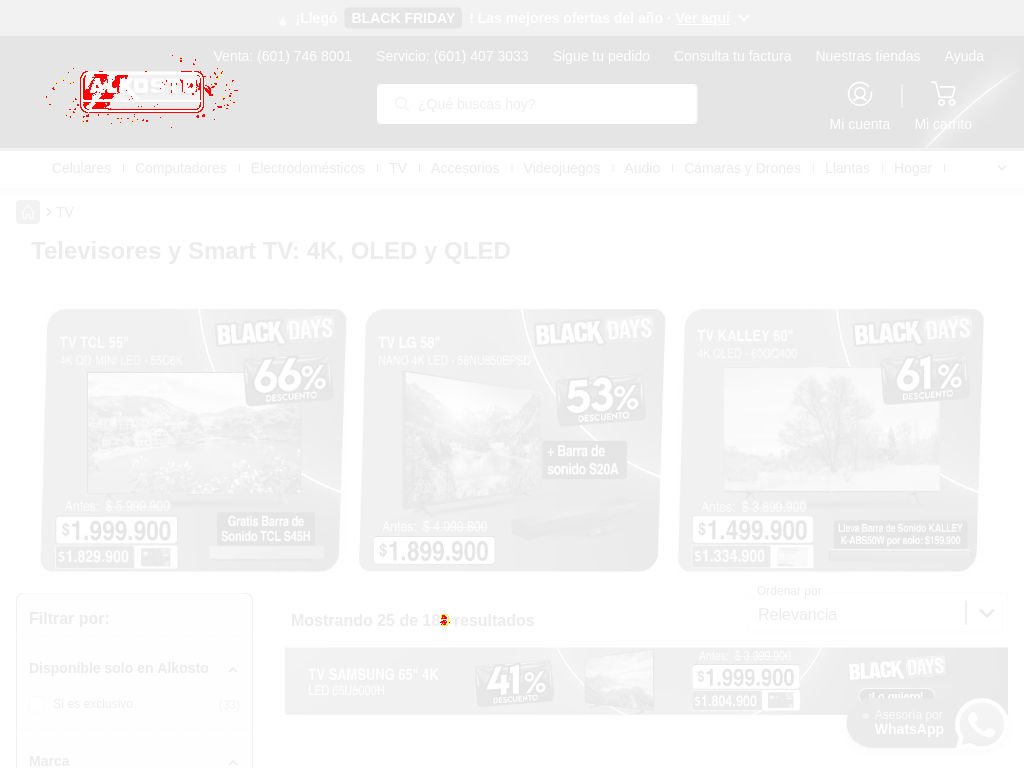 ¡Llegó BLACK FRIDAY ! Las mejores ofertas del año · Ver aquí
Venta: (601) 746 8001 Servicio: (601) 407 3033 Sigue tu pedido Consulta tu factura Nuestras tiendas Ayuda
ALKOSTO
¿Qué buscas hoy?
Mi cuenta Mi carrito
Celulares Computadores Electrodomésticos TV Accesorios Videojuegos Audio Cámaras y Drones Llantas Hogar
TV
Televisores y Smart TV: 4K, OLED y QLED
BLACK DAYS
TV TCL 55"
4K QD-MINI LED - 55C6K
66%
DESCUENTO
Antes: $ 5.999.900
$1.999.900
$1.829.900
Gratis Barra de
Sonido TCL S45H
BLACK DAYS
TV LG 58"
NANO 4K LED - 58NU850BPSD
53%
DESCUENTO
+ Barra de
sonido S20A
Antes: $ 4.099.800
$1.899.900
BLACK DAYS
TV KALLEY 60"
4K QLED - 60GQ400
61%
DESCUENTO
Antes: $ 3.899.900
$1.499.900
$1.334.900
Lleva Barra de Sonido KALLEY
K-ABS50W por solo: $159.900
Filtrar por:
Disponible solo en Alkosto
Sí es exclusivo (33)
Marca
Mostrando 25 de resultados
Ordenar por
Relevancia
TV SAMSUNG 65" 4K
LED 65U8000H
41%
DESCUENTO
Antes: $ 3.399.900
$1.999.900
$1.804.900
BLACK DAYS
¡Lo quiero!
Asesoría por
WhatsApp